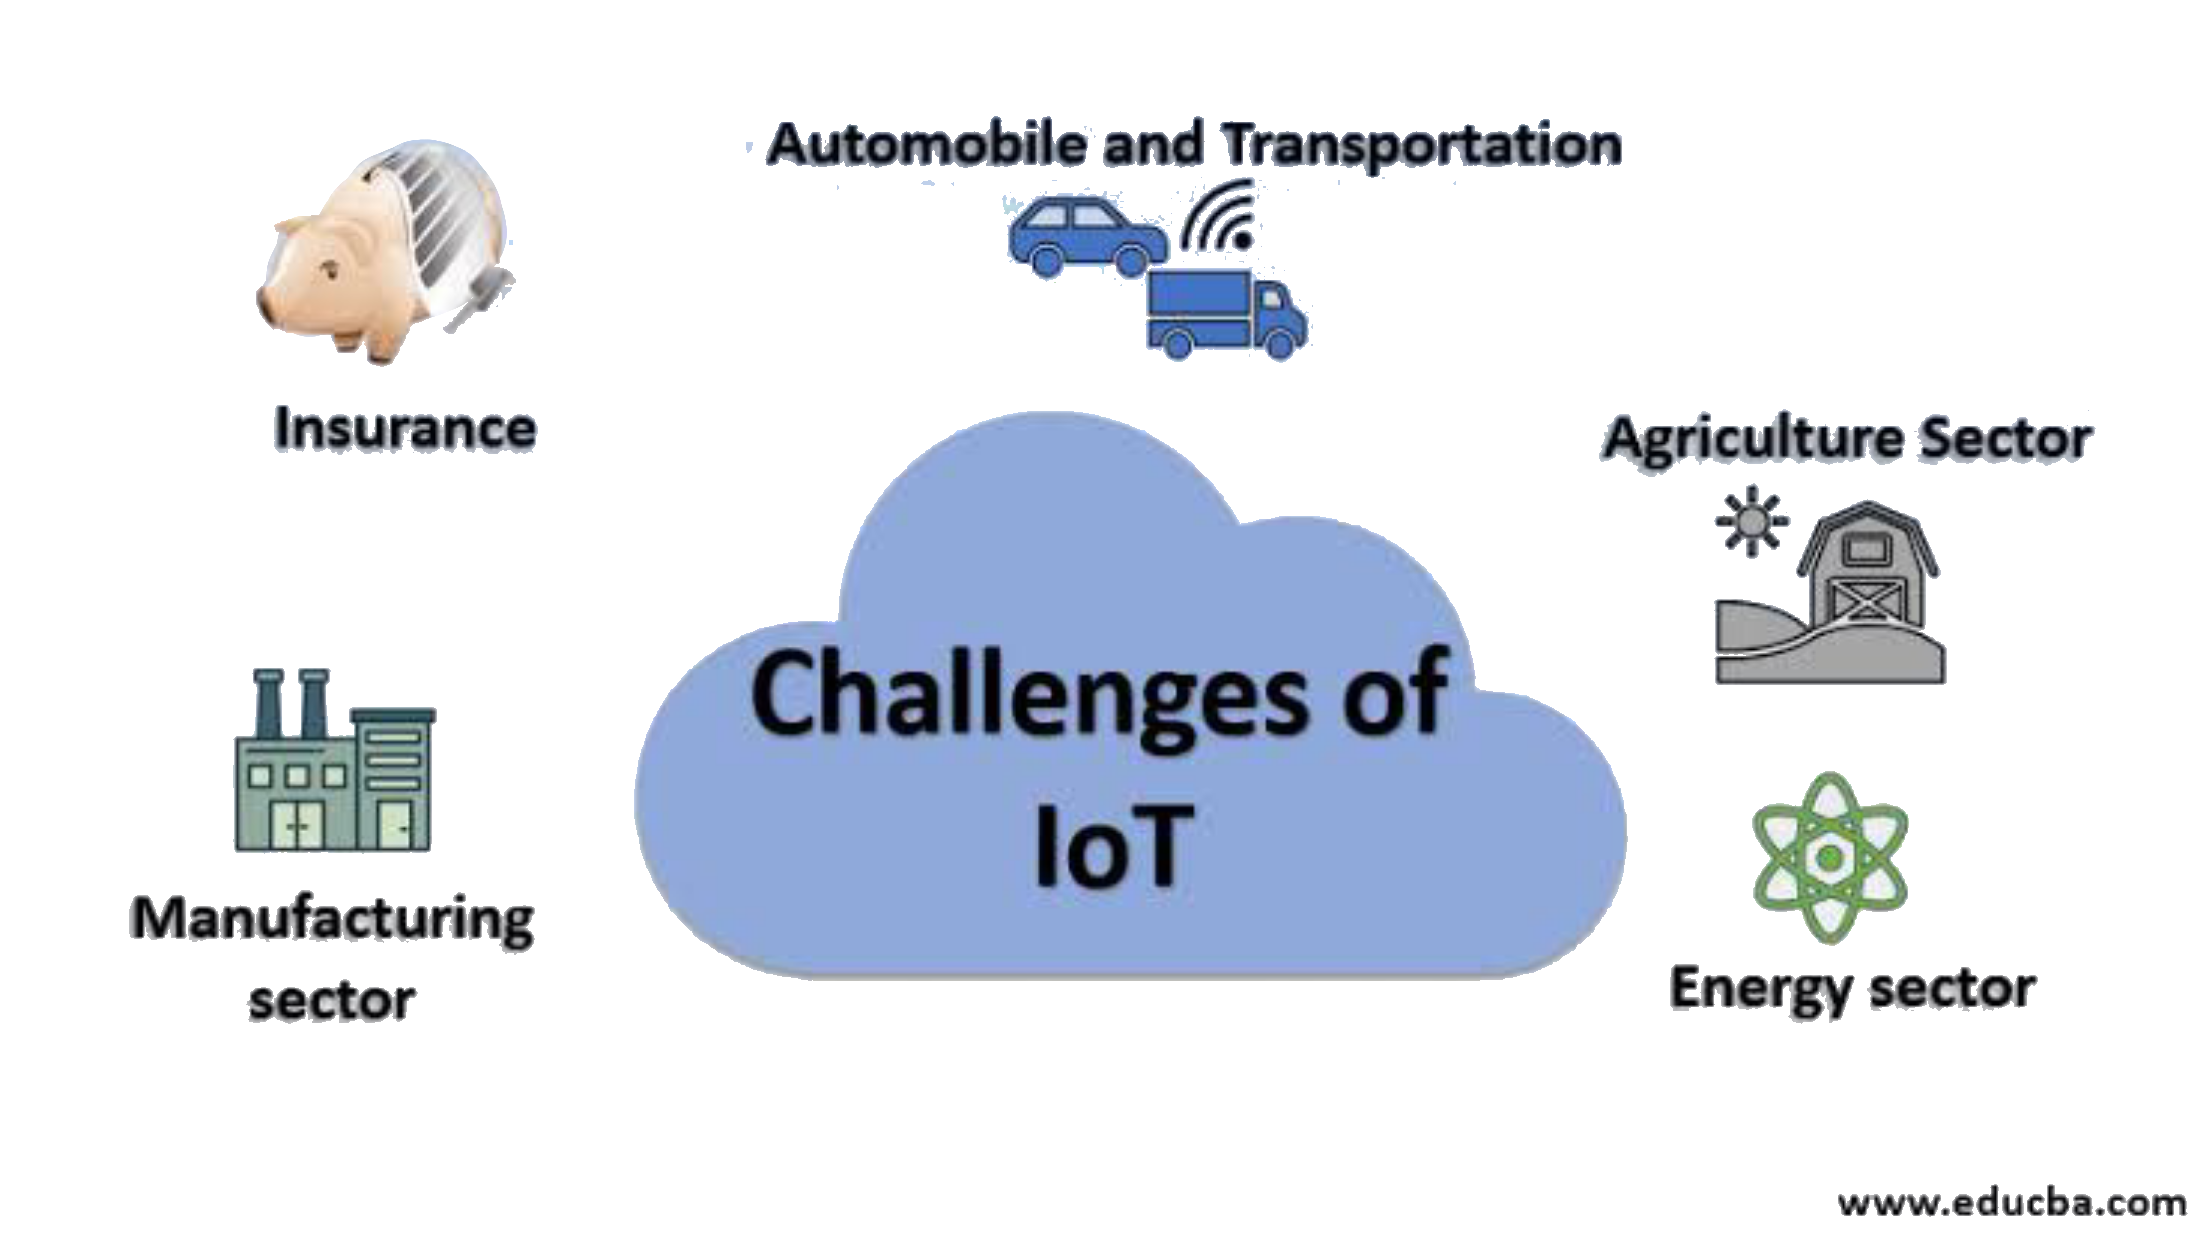 Automobile and Transportation
Insurance
Agriculture Sector
Challenges of
IoT
Manufacturing
sector
Energy sector
www.educba.com